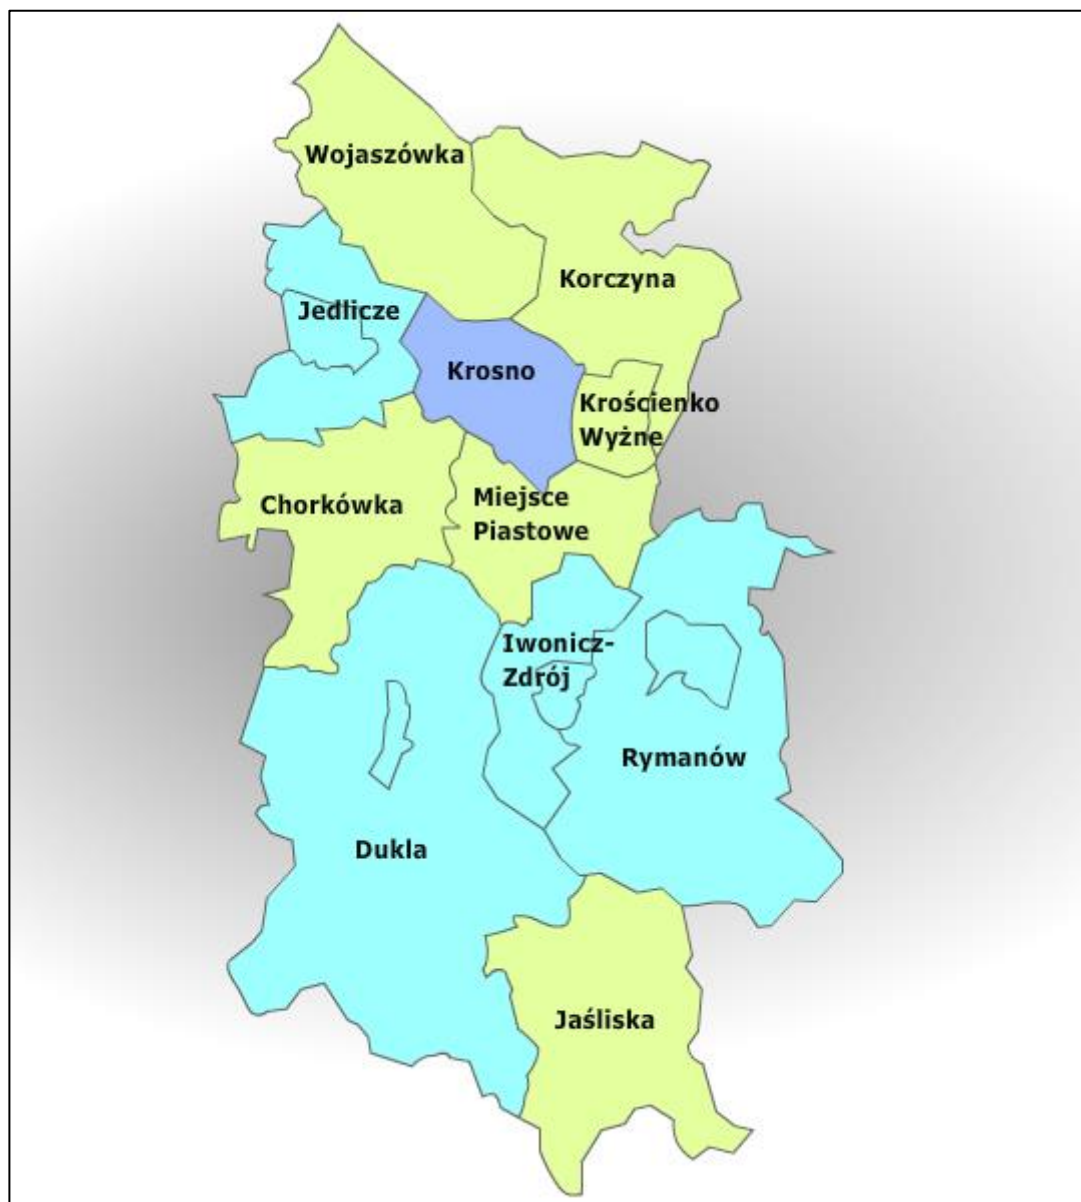 Wojaszówka
Korczyna
Jedlicze
Krosno
Krościenko
Wyżne
Chorkówka
Miejsce
Piastowe
Iwonicz-
Zdrój
Rymanów
Dukla
Jaśliska